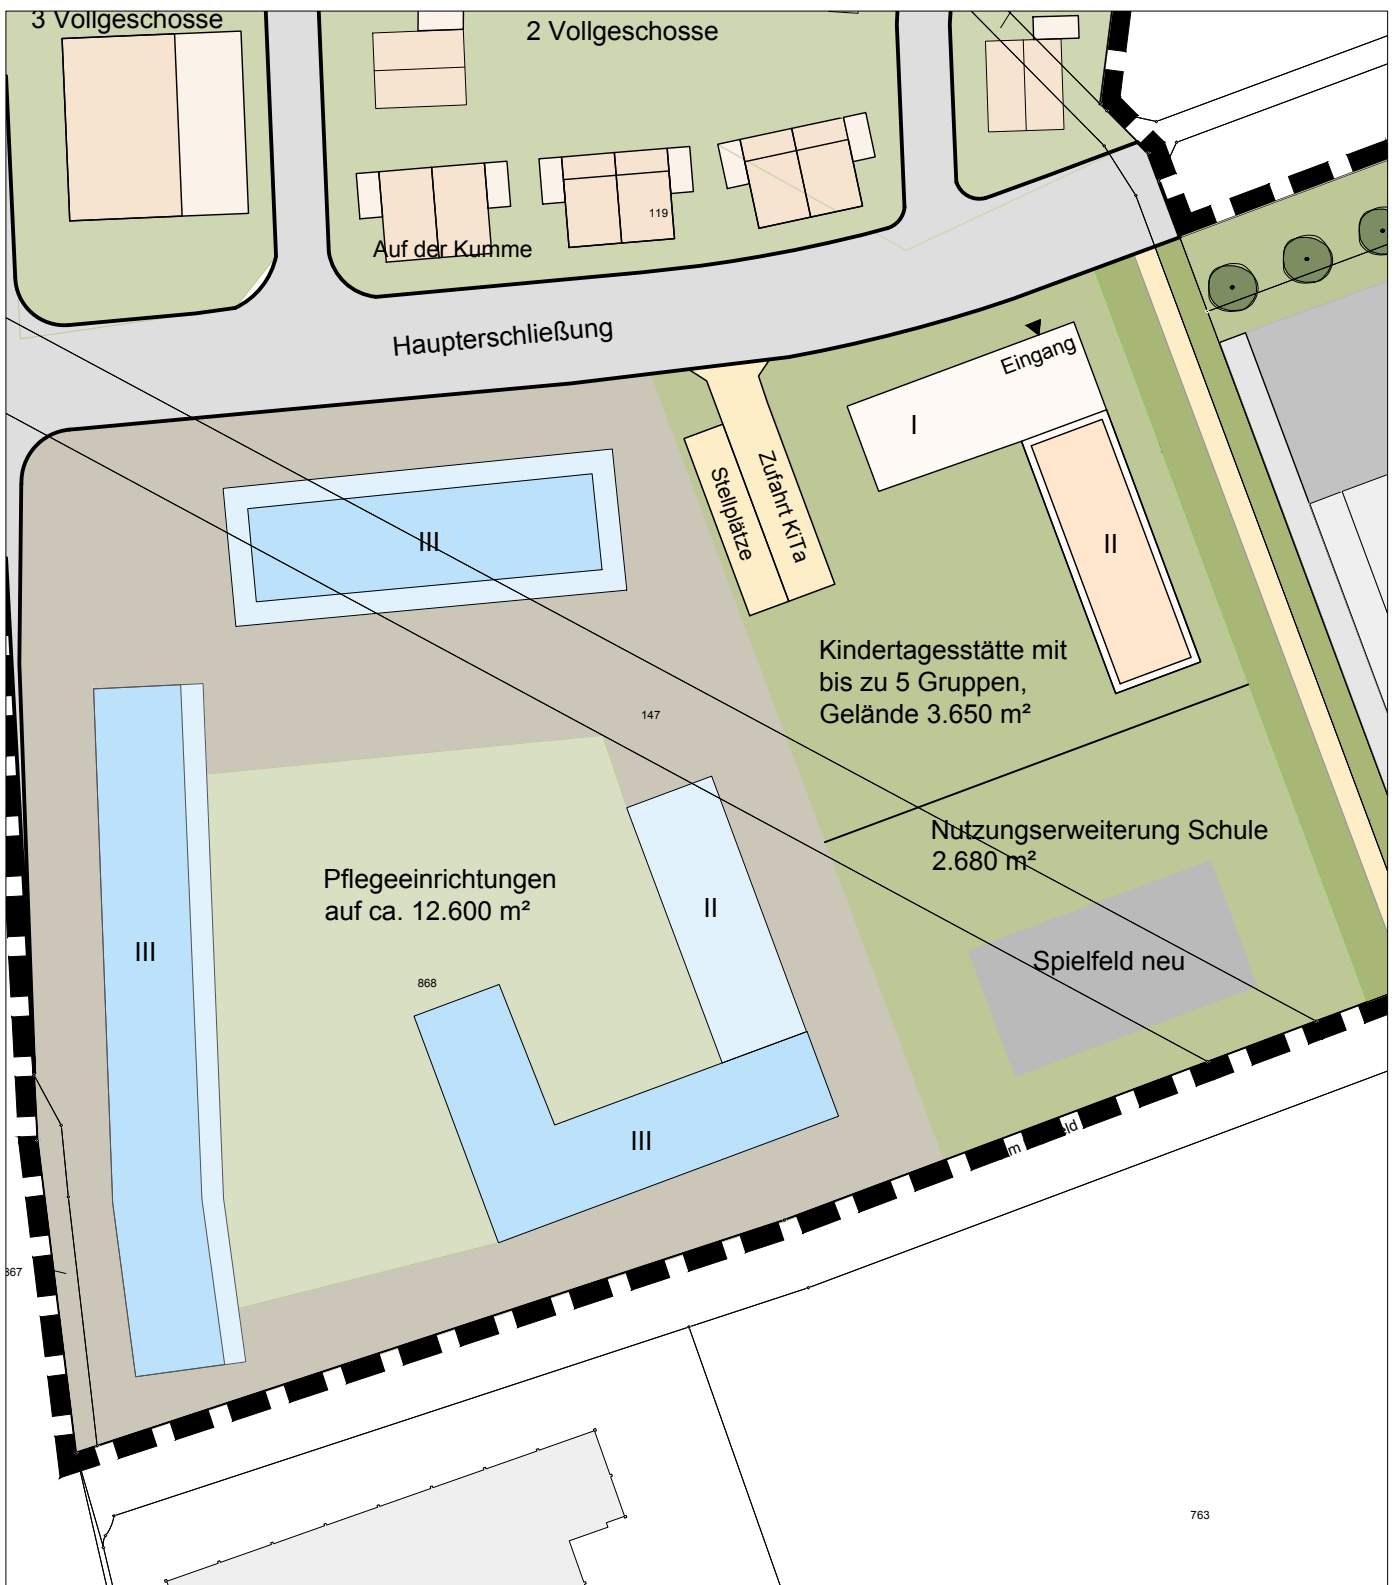 3 Vollgeschosse
2 Vollgeschosse
119
Auf der Kumme
Haupterschließung
Eingang
I
Stellplätze
Zufahrt KiTa
II
III
Kindertagesstätte mit
bis zu 5 Gruppen,
Gelände 3.650 m²
147
Nutzungserweiterung Schule
2.680 m²
Pflegeeinrichtungen
auf ca. 12.600 m²
II
III
Spielfeld neu
868
III
867
763